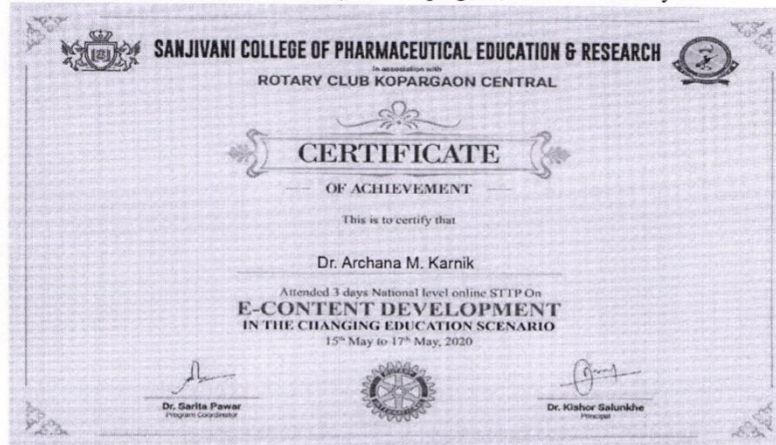 SANJIVANI COLLEGE OF PHARMACEUTICAL EDUCATION & RESEARCH
In association with
ROTARY CLUB KOPARGAON CENTRAL
CERTIFICATE
OF ACHIEVEMENT
This is to certify that
Dr. Archana M. Karnik
Attended 3 days National level online STTP On
E-CONTENT DEVELOPMENT
IN THE CHANGING EDUCATION SCENARIO
15th May to 17th May, 2020
Dr. Sarita Pawar
Program Coordinator
Dr. Kishor Salunkhe
Principal